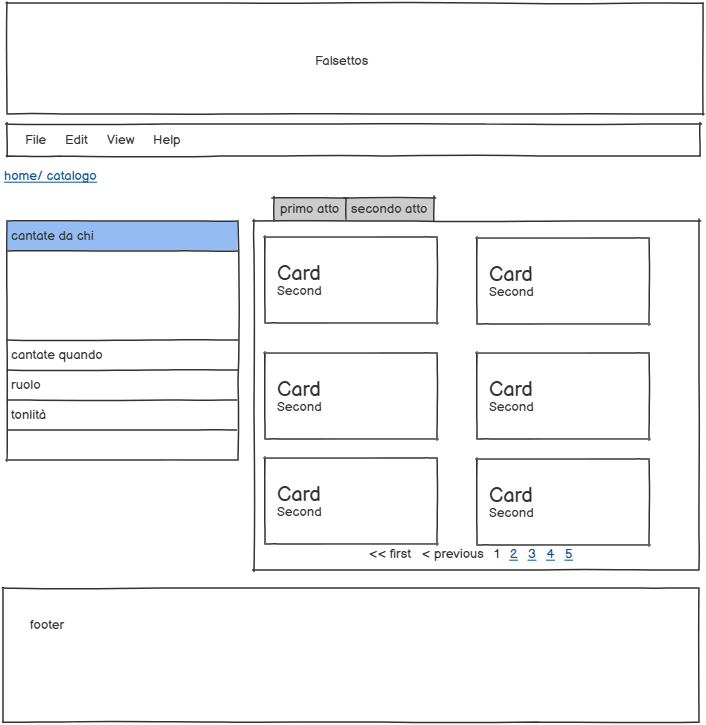 Falsettos
File Edit View Help
home/ catalogo
primo atto secondo atto
cantate da chi
cantate quando
ruolo
tonlità
Card
Second
Card
Second
Card
Second
Card
Second
Card
Second
Card
Second
<< first < previous 1 2 3 4 5
footer